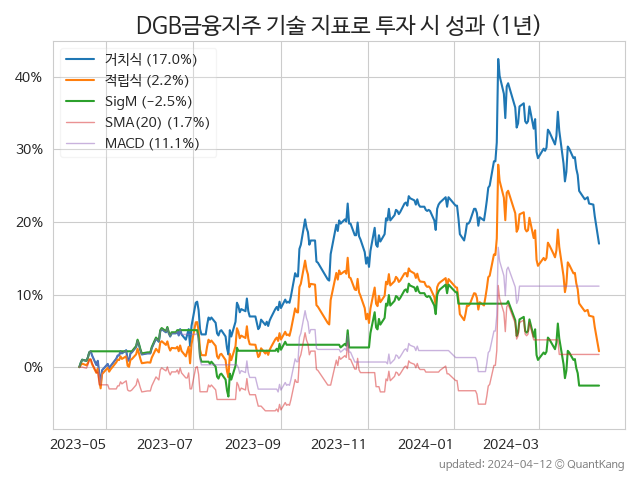 DGB금융지주 기술 지표로 투자 시 성과 (1년)
거치식 (17.0%)
적립식 (2.2%)
SigM (-2.5%)
SMA(20) (1.7%)
MACD (11.1%)
40%
30%
20%
10%
0%
2023-05 2023-07 2023-09 2023-11 2024-01 2024-03
updated: 2024-04-12 © QuantKang